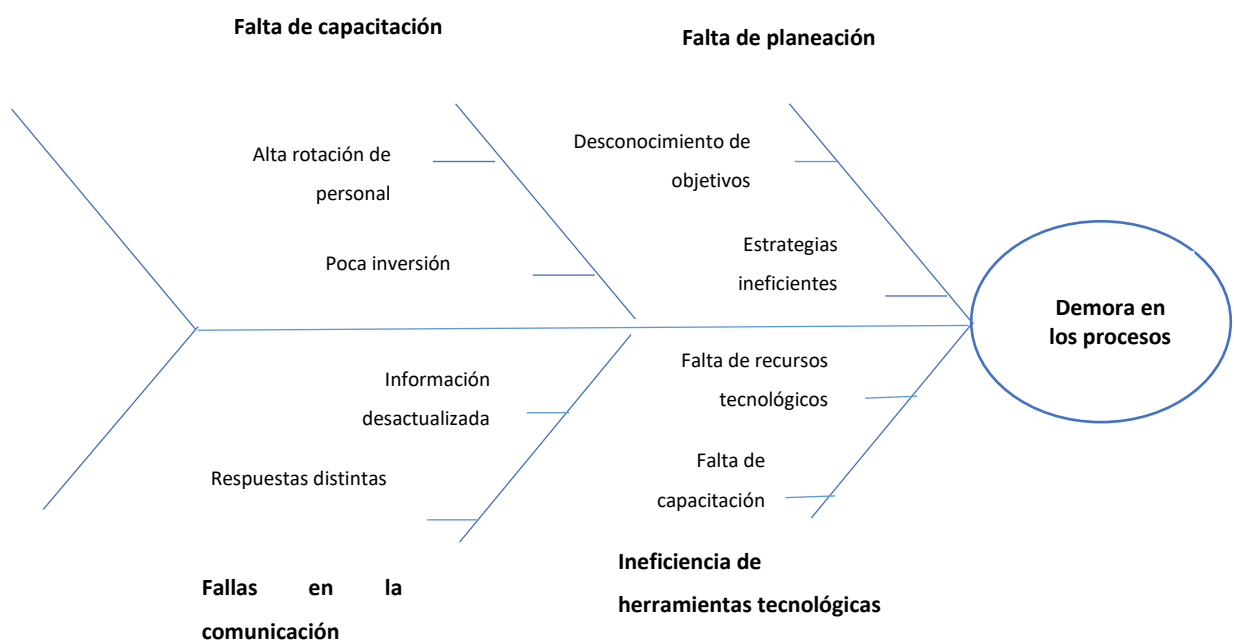 Falta de capacitación
Falta de planeación
Alta rotación de
personal
Poca inversión
Desconocimiento de
objetivos
Estrategias
ineficientes
Demora en
los procesos
Información
desactualizada
Respuestas distintas
Falta de recursos
tecnológicos
Falta de
capacitación
Fallas en la
comunicación
Ineficiencia de
herramientas tecnológicas